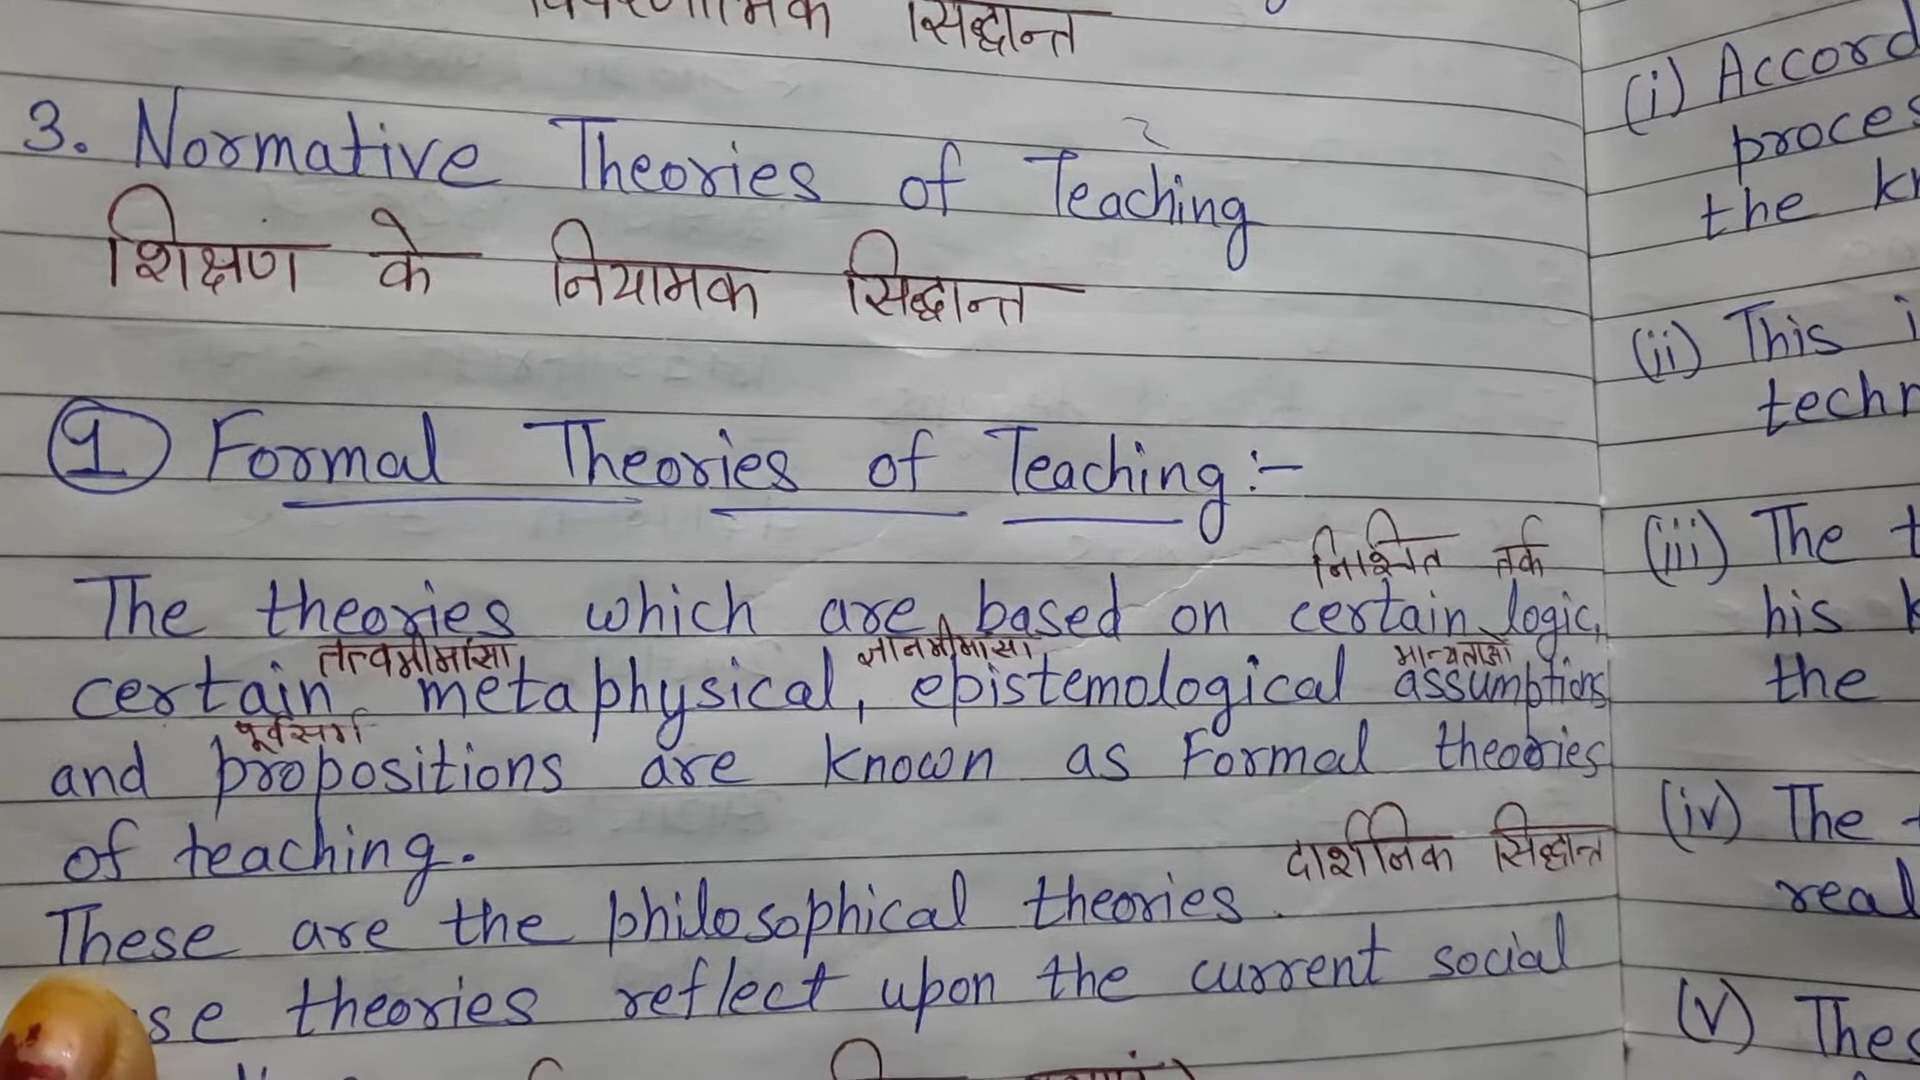 सिद्धान्त
3. Normative Theories of Teaching
शिक्षण के नियामक सिद्धान्त
1 Formal Theories of Teaching :-
निश्चित तर्क
The theories which are based on certain logic,
तत्वमीमांसा ज्ञानमीमांसा मान्यताओं
certain metaphysical, epistemological assumptions
पूर्वसर्ग
and propositions are known as Formal theories
of teaching.
दार्शनिक सिद्धान्त
These are the philosophical theories.
se theories reflect upon the current social
(i) Accord
proces
the k
(ii) This i
tech
(iii) The t
his
the
(iv) The
real
(v) Thes